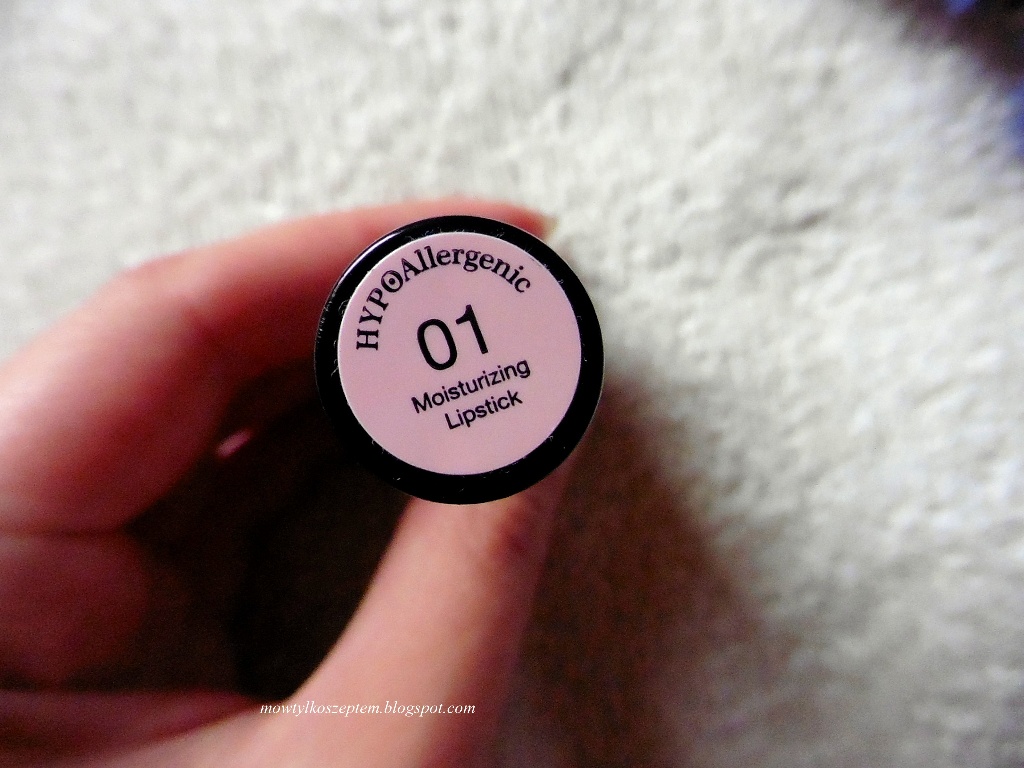 HYPOAllergenic
01
Moisturizing
Lipstick
mowtylkoszeptem.blogspot.com